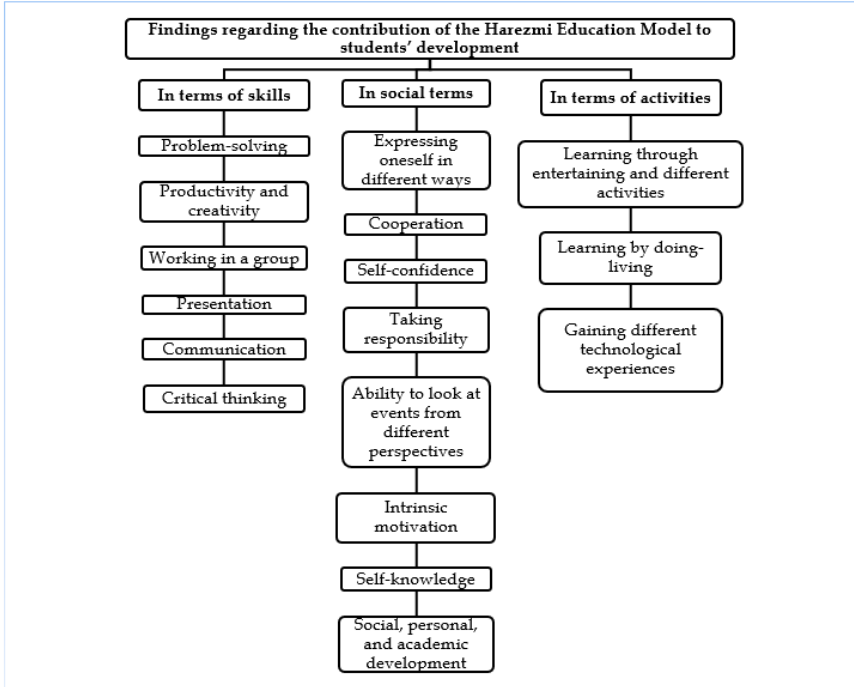 Findings regarding the contribution of the Harezmi Education Model to
students’ development
In terms of skills
Problem-solving
Productivity and
creativity
Working in a group
Presentation
Communication
Critical thinking
In social terms
Expressing
oneself in
different ways
Cooperation
Self-confidence
Taking
responsibility
Ability to look at
events from
different
perspectives
Intrinsic
motivation
Self-knowledge
Social, personal,
and academic
development
In terms of activities
Learning through
entertaining and different
activities
Learning by doing-
living
Gaining different
technological
experiences